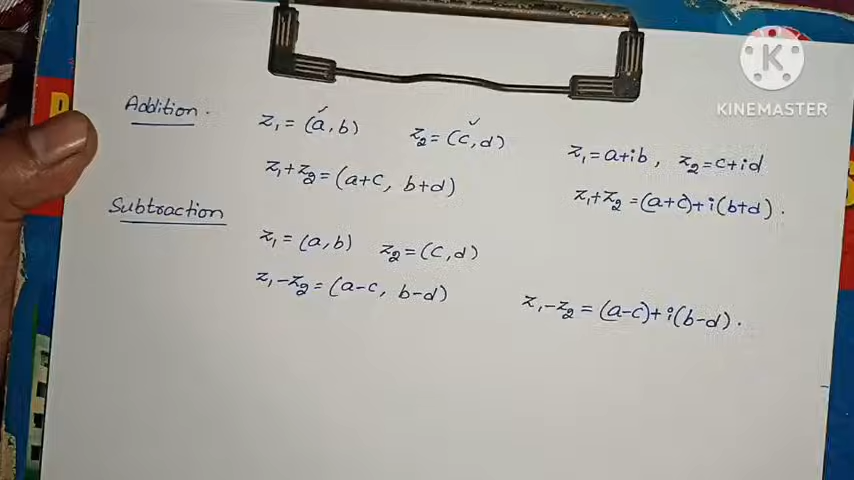 K
KINEMASTER
Addition.
z₁ = (a, b) z₂ = (c, d)
z₁ = a+ib, z₂ = c+id
z₁+z₂ = (a+c, b+d)
z₁+z₂ = (a+c)+i(b+d).
Subtraction
z₁ = (a, b) z₂ = (c, d)
z₁-z₂ = (a-c, b-d)
z₁-z₂ = (a-c)+i(b-d).